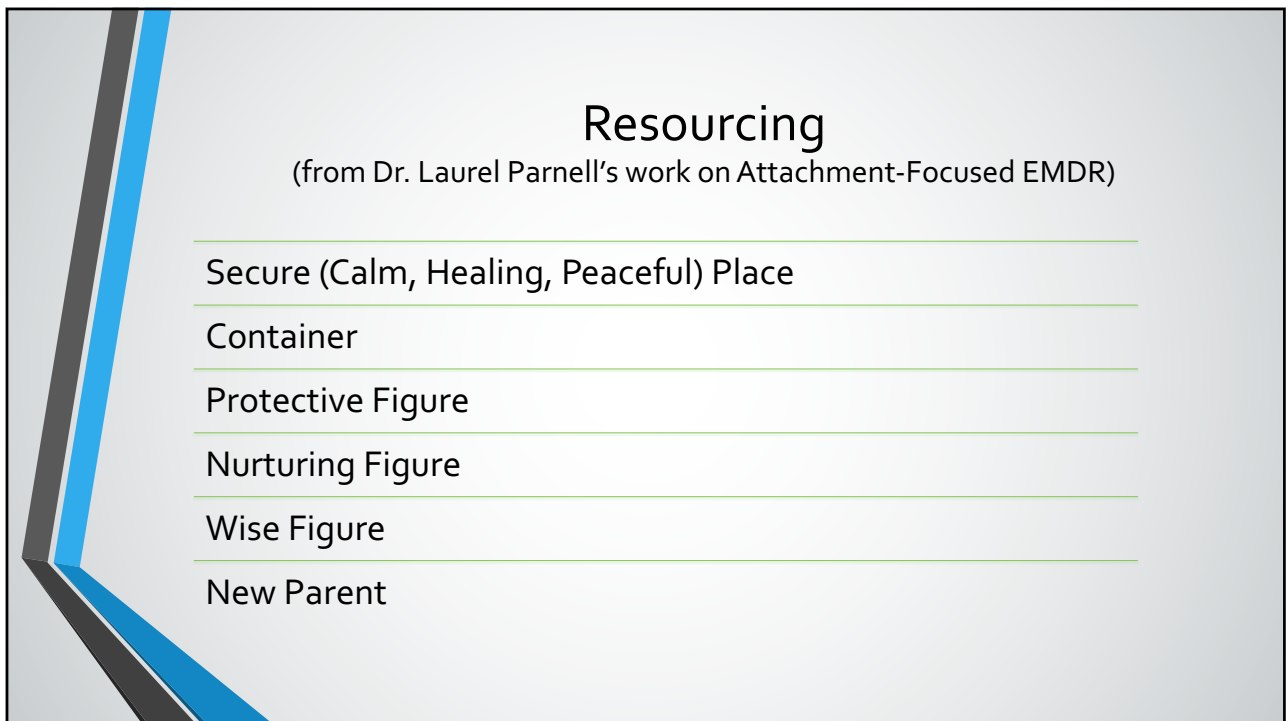 Resourcing
(from Dr. Laurel Parnell’s work on Attachment-Focused EMDR)
Secure (Calm, Healing, Peaceful) Place
Container
Protective Figure
Nurturing Figure
Wise Figure
New Parent